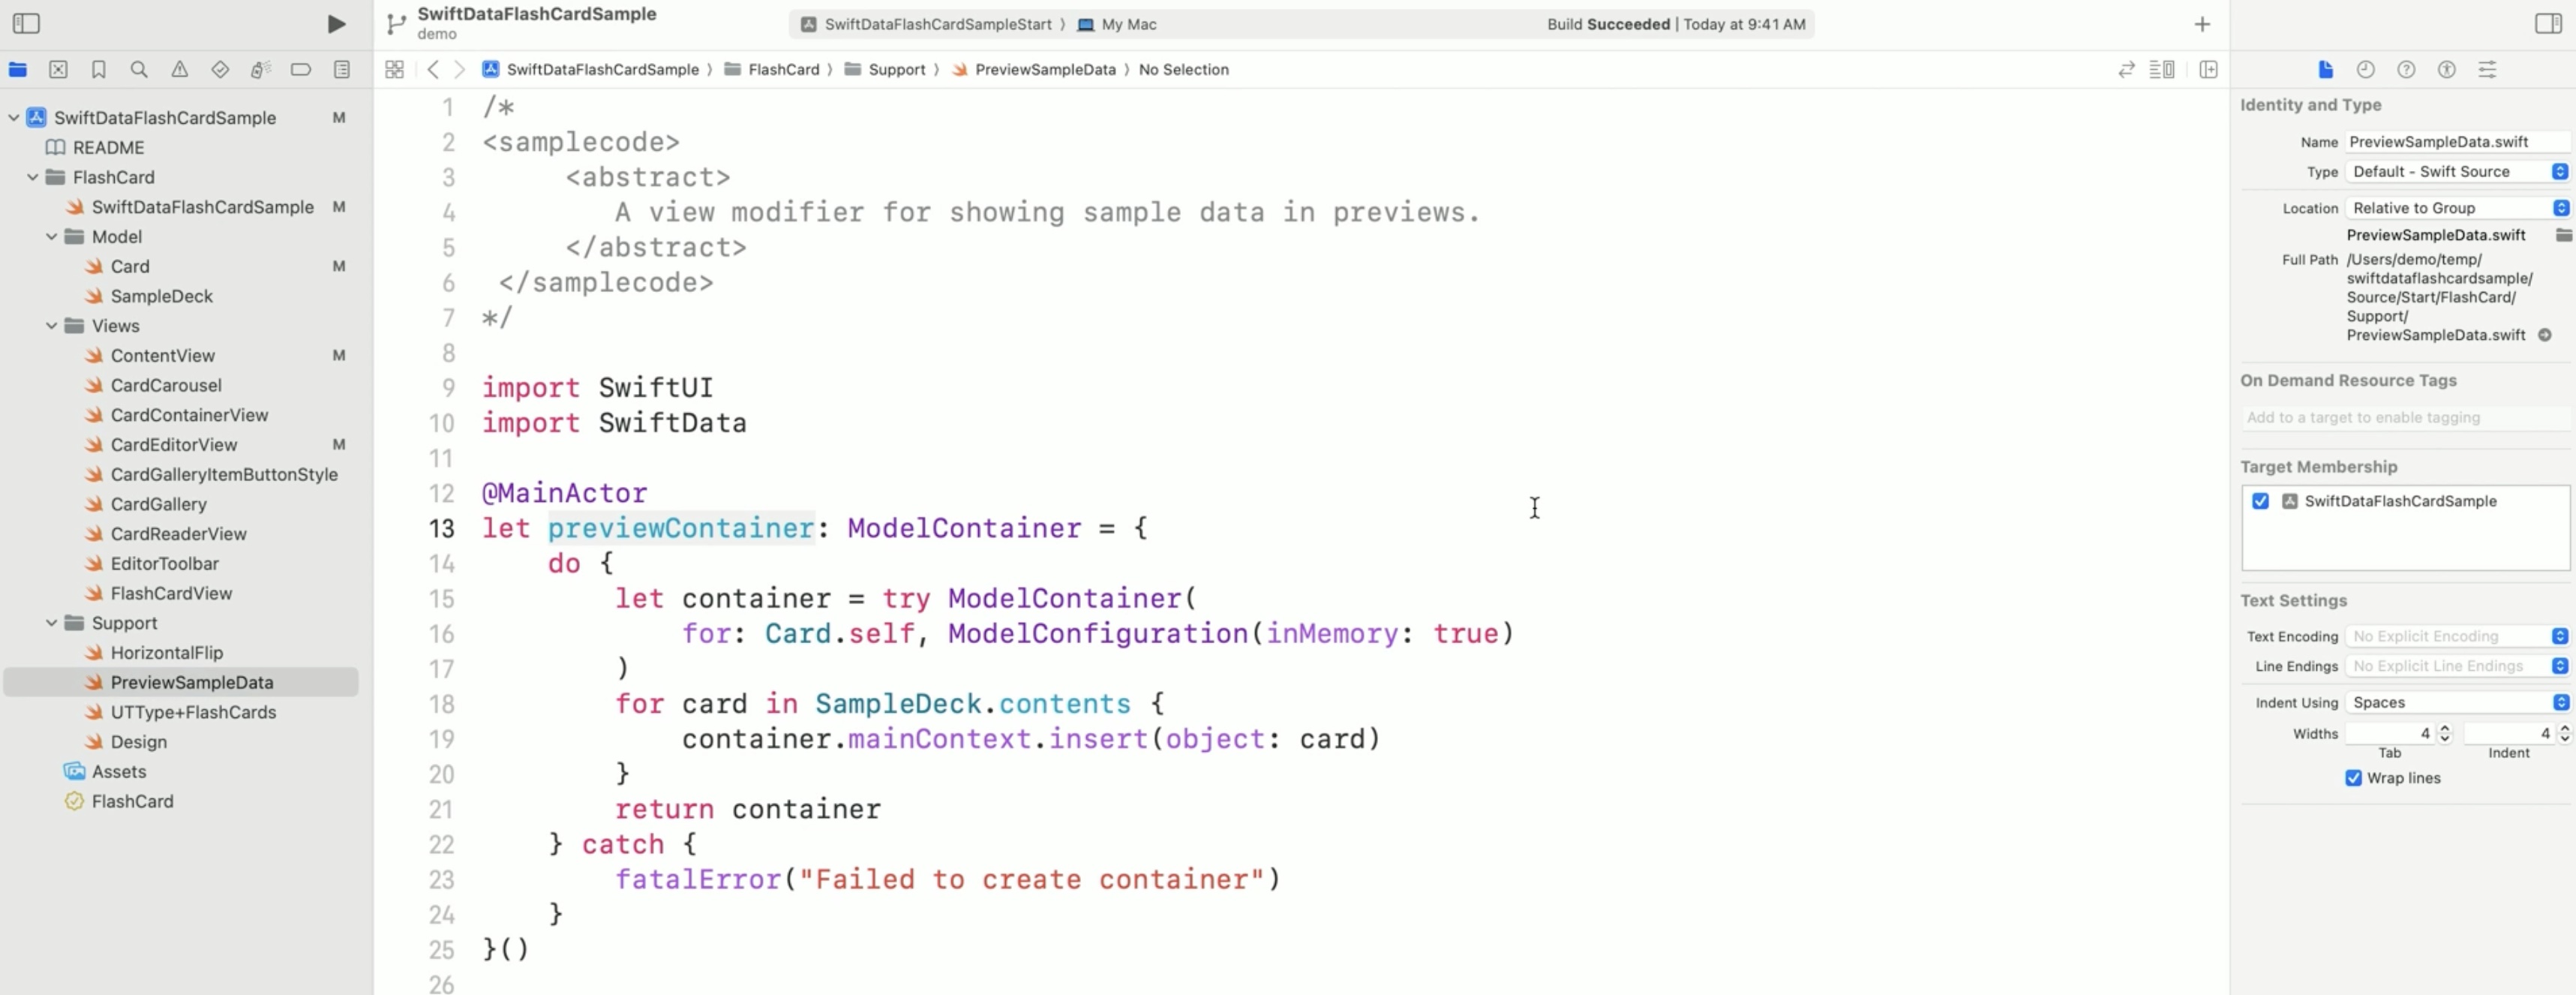 SwiftDataFlashCardSample
demo
SwiftDataFlashCardSampleStart 〉 My Mac
Build Succeeded | Today at 9:41 AM
SwiftDataFlashCardSample 〉 FlashCard 〉 Support 〉 PreviewSampleData 〉 No Selection
SwiftDataFlashCardSample M
README
FlashCard
SwiftDataFlashCardSample M
Model
Card M
SampleDeck
Views
ContentView M
CardCarousel
CardContainerView
CardEditorView M
CardGalleryItemButtonStyle
CardGallery
CardReaderView
EditorToolbar
FlashCardView
Support
HorizontalFlip
PreviewSampleData
UTType+FlashCards
Design
Assets
FlashCard
1 /*
2 <samplecode>
3 <abstract>
4 A view modifier for showing sample data in previews.
5 </abstract>
6 </samplecode>
7 */
8
9 import SwiftUI
10 import SwiftData
11
12 @MainActor
13 let previewContainer: ModelContainer = {
14 do {
15 let container = try ModelContainer(
16 for: Card.self, ModelConfiguration(inMemory: true)
17 )
18 for card in SampleDeck.contents {
19 container.mainContext.insert(object: card)
20 }
21 return container
22 } catch {
23 fatalError("Failed to create container")
24 }
25 }()
26
Identity and Type
Name PreviewSampleData.swift
Type Default - Swift Source
Location Relative to Group
PreviewSampleData.swift
Full Path /Users/demo/temp/
swiftdataflashcardsample/
Source/Start/FlashCard/
Support/
PreviewSampleData.swift
On Demand Resource Tags
Add to a target to enable tagging
Target Membership
SwiftDataFlashCardSample
Text Settings
Text Encoding No Explicit Encoding
Line Endings No Explicit Line Endings
Indent Using Spaces
Widths 4 4
Tab Indent
Wrap lines